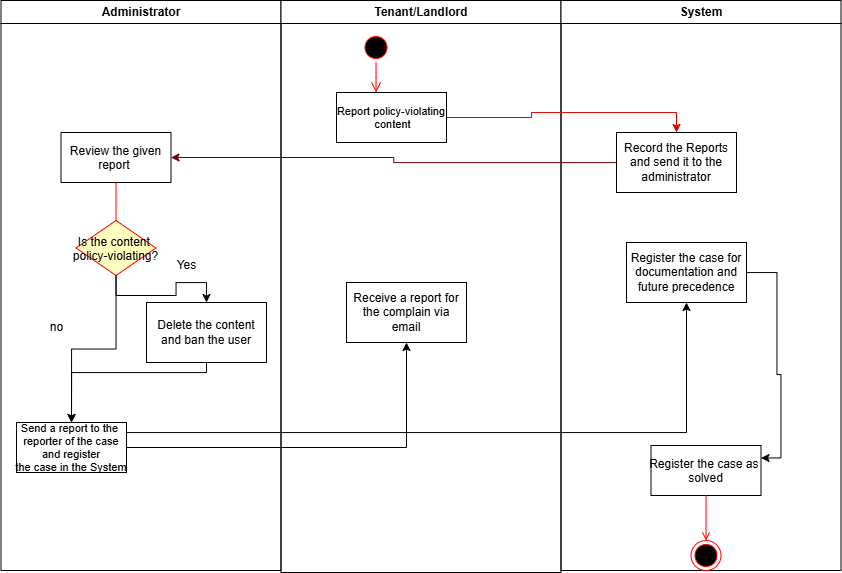 Administrator
Tenant/Landlord
System
Report policy-violating
content
Review the given
report
Record the Reports
and send it to the
administrator
Is the content
policy-violating?
Yes
no
Delete the content
and ban the user
Receive a report for
the complain via
email
Register the case for
documentation and
future precedence
Send a report to the
reporter of the case
and register
the case in the System
Register the case as
solved